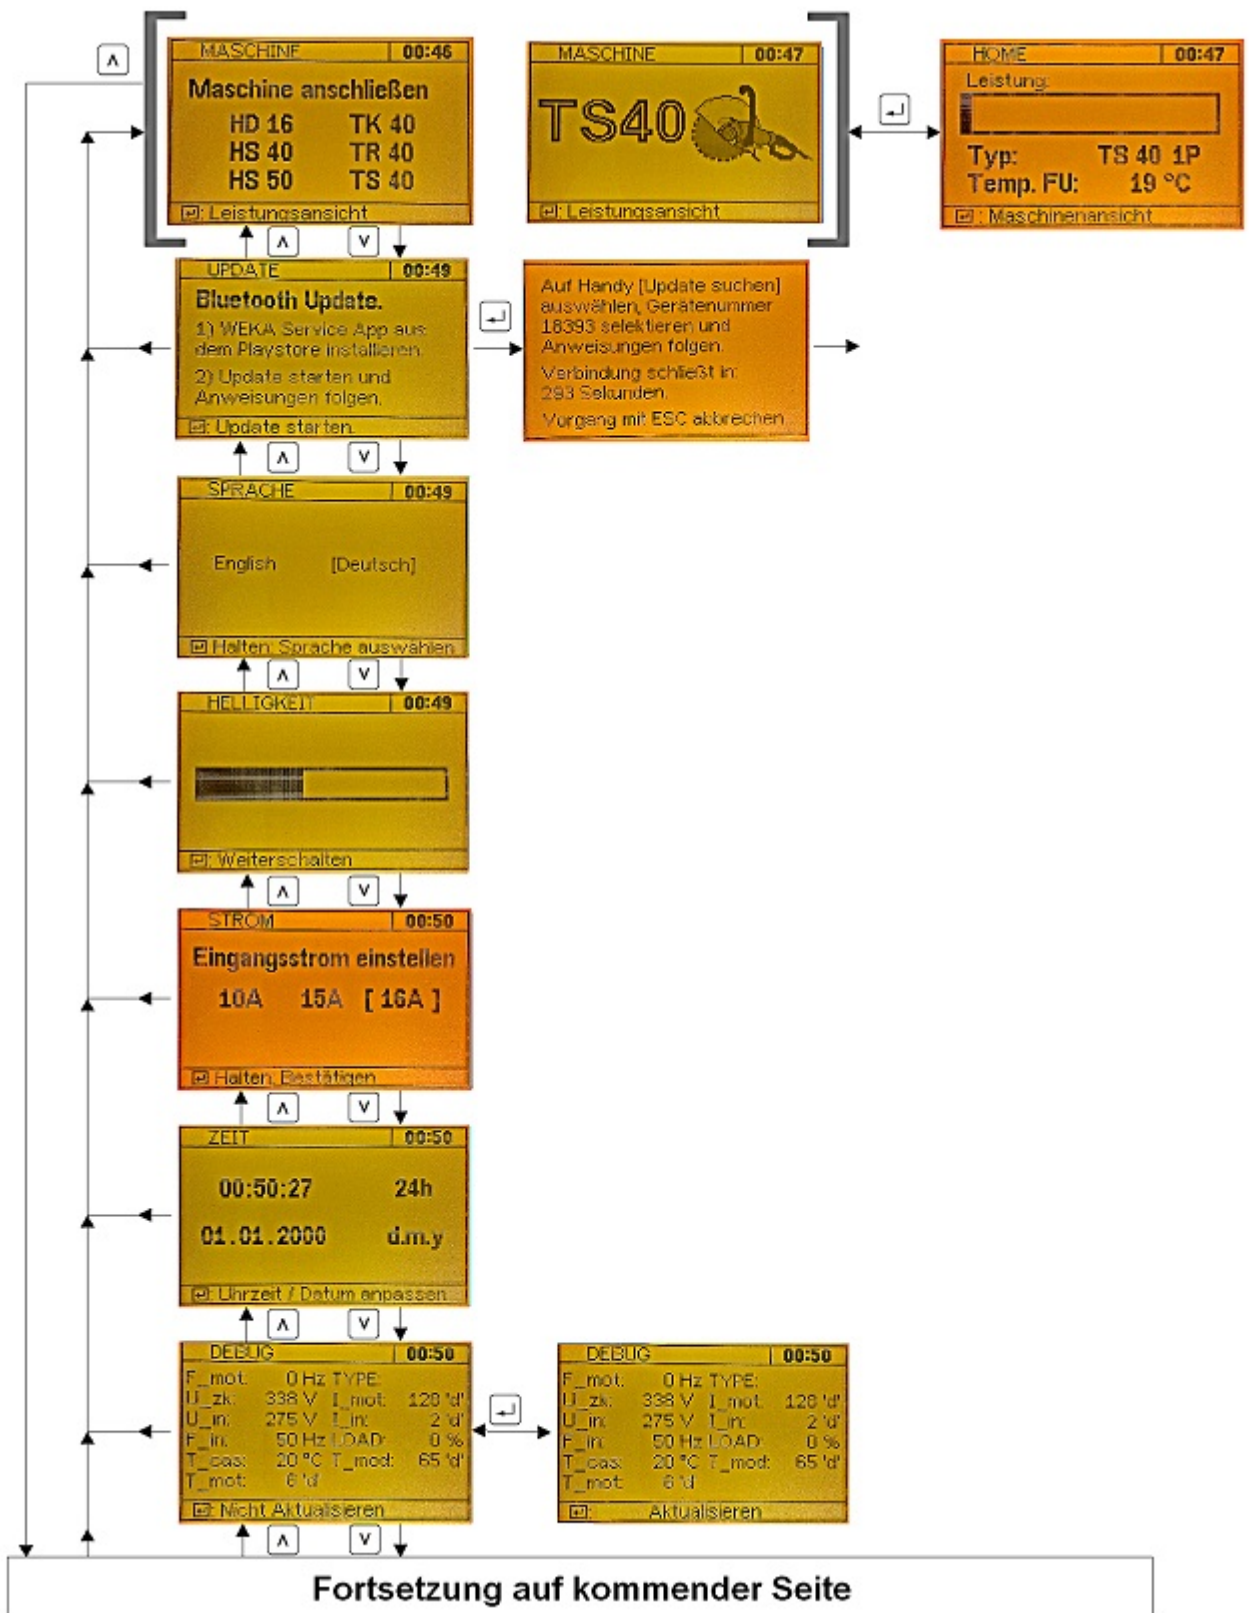 MASCHINE 00:46
Maschine anschließen
HD 16 TK 40
HS 40 TR 40
HS 50 TS 40
: Leistungsansicht
MASCHINE 00:47
TS40
: Leistungsansicht
HOME 00:47
Leistung:
Typ: TS 40 1P
Temp. FU: 19 °C
: Maschinenansicht
UPDATE 00:49
Bluetooth Update.
1) WEKA Service App aus
dem Playstore installieren.
2) Update starten und
Anweisungen folgen.
: Update starten.
Auf Handy [Update suchen]
auswählen, Gerätenummer
18393 selektieren und
Anweisungen folgen.
Verbindung schließt in:
293 Sekunden.
Vorgang mit ESC abbrechen
SPRACHE 00:49
English [Deutsch]
Halten: Sprache auswählen
HELLIGKEIT 00:49
: Weiterschalten
STROM 00:50
Eingangsstrom einstellen
10A 15A [ 16A ]
Halten: Bestätigen
ZEIT 00:50
00:50:27 24h
01.01.2000 d.m.y
: Uhrzeit / Datum anpassen
DEBUG 00:50
F_mot: 0 Hz TYPE:
U_zk: 338 V I_mot: 128 'd'
U_in: 275 V I_in: 2 'd'
F_in: 50 Hz LOAD: 0 %
T_cas: 20 °C T_mod: 65 'd'
T_mot: 6 'd'
: Nicht Aktualisieren
DEBUG 00:50
F_mot: 0 Hz TYPE:
U_zk: 338 V I_mot: 128 'd'
U_in: 275 V I_in: 2 'd'
F_in: 50 Hz LOAD: 0 %
T_cas: 20 °C T_mod: 65 'd'
T_mot: 6 'd'
: Aktualisieren
Fortsetzung auf kommender Seite